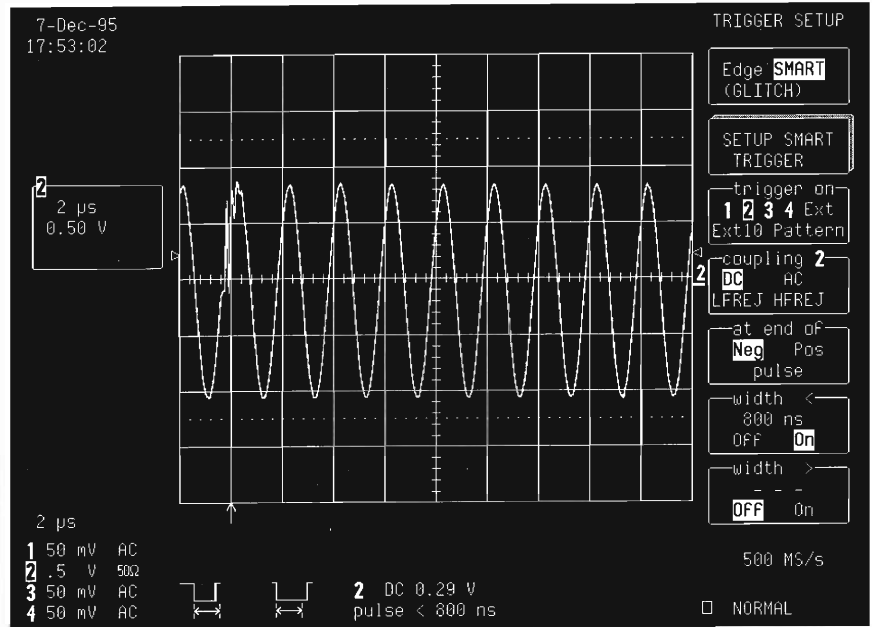 7-Dec-95
17:53:02
TRIGGER SETUP
Edge SMART
(GLITCH)
SETUP SMART
TRIGGER
trigger on
1 2 3 4 Ext
Ext10 Pattern
2
2 µs
0.50 V
coupling 2
DC AC
LFREJ HFREJ
2
at end of
Neg Pos
pulse
width <
800 ns
Off On
width >
- - -
Off On
2 µs
1 50 mV AC
2 .5 V 50Ω
3 50 mV AC
4 50 mV AC
2 DC 0.29 V
pulse < 800 ns
500 MS/s
NORMAL